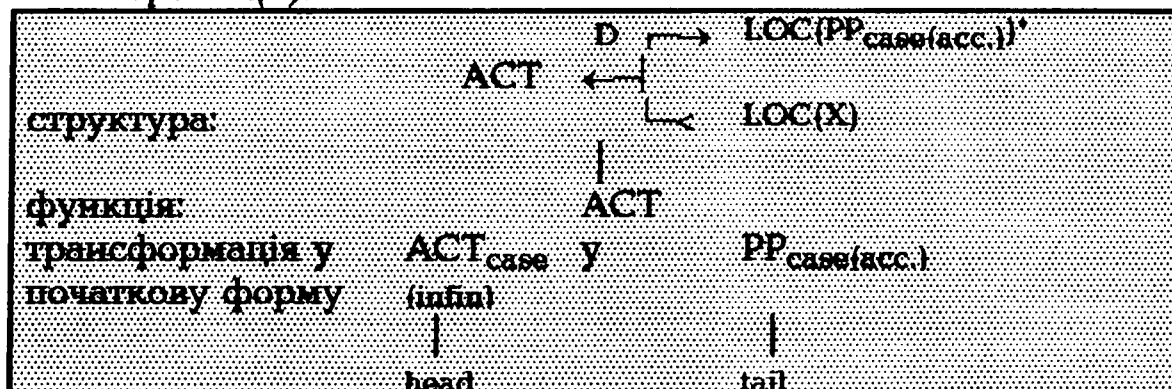 D LOC(PPcase(acc.))*
ACT
структура: LOC(X)
функція: ACT
трансформація у ACTcase у PPcase(acc.)
початкову форму (infin)
head tail